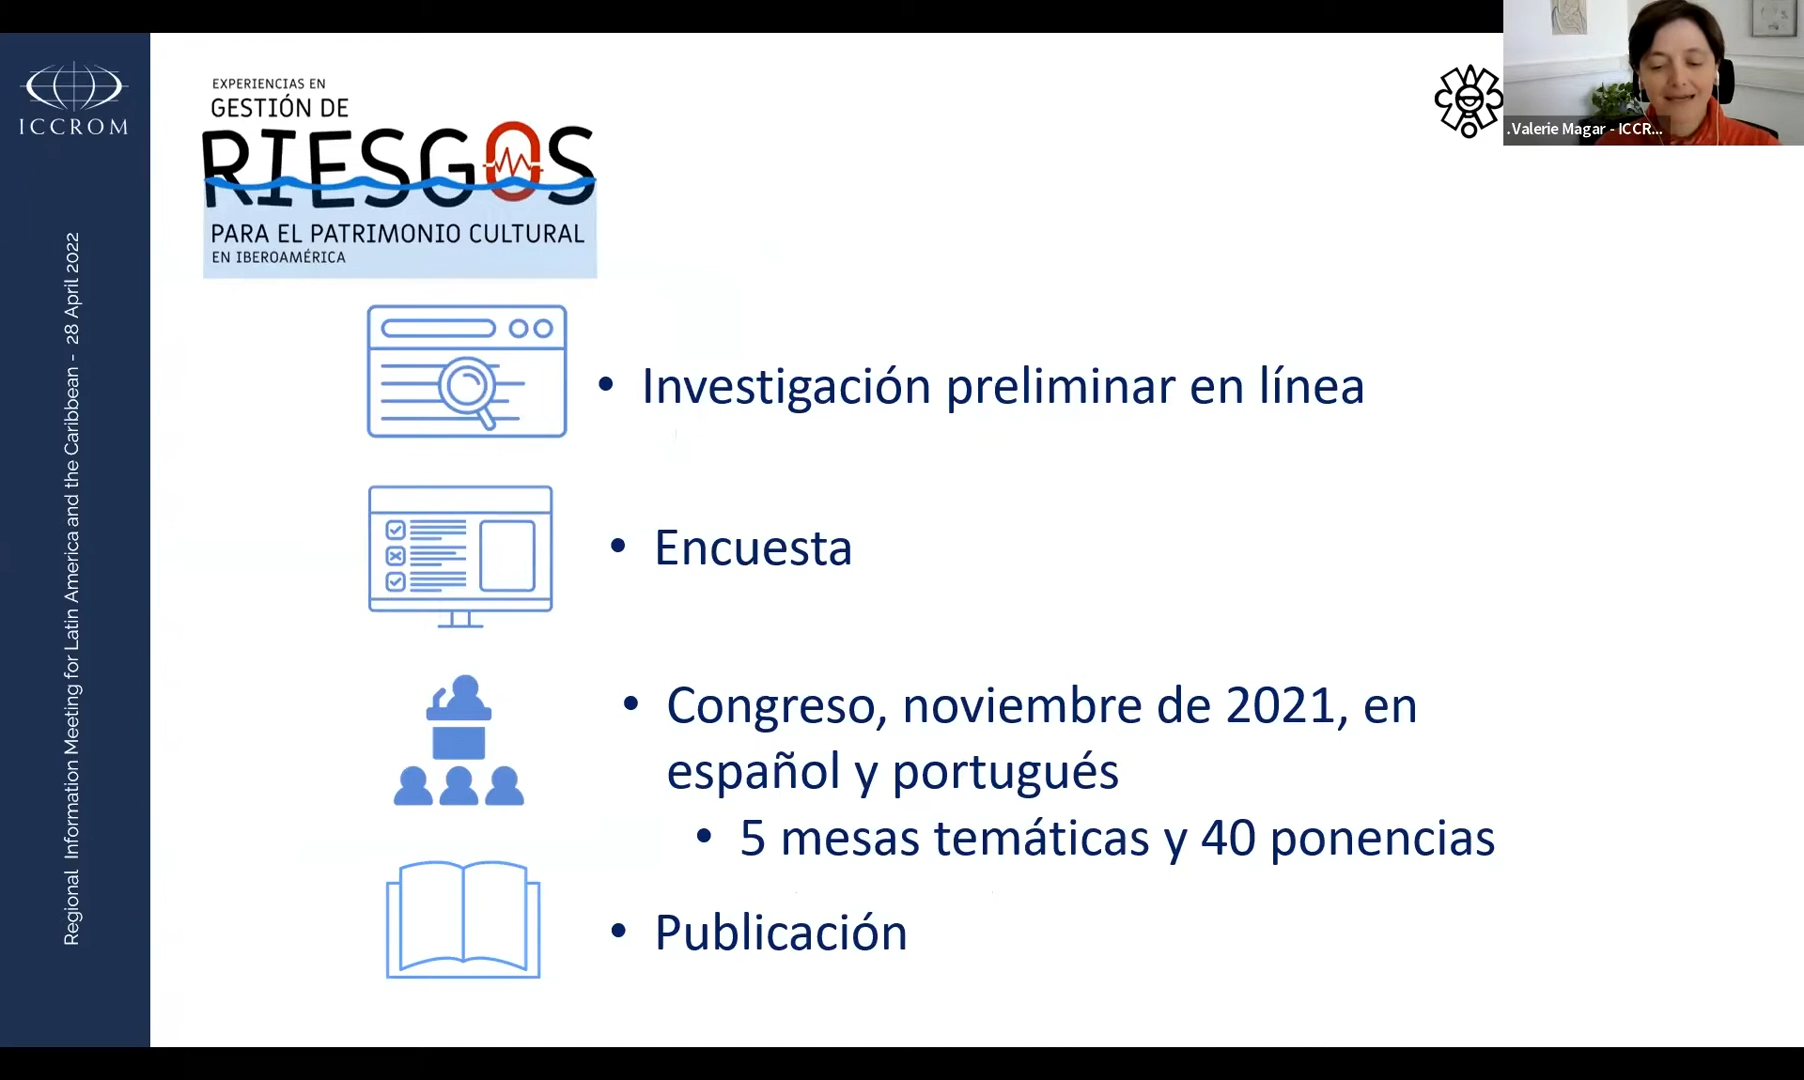 ICCROM
Regional Information Meeting for Latin America and the Caribbean - 28 April 2022
EXPERIENCIAS EN
GESTIÓN DE
RIESGOS
PARA EL PATRIMONIO CULTURAL
EN IBEROAMÉRICA
. Valerie Magar - ICCR...
• Investigación preliminar en línea
• Encuesta
• Congreso, noviembre de 2021, en
español y portugués
• 5 mesas temáticas y 40 ponencias
• Publicación